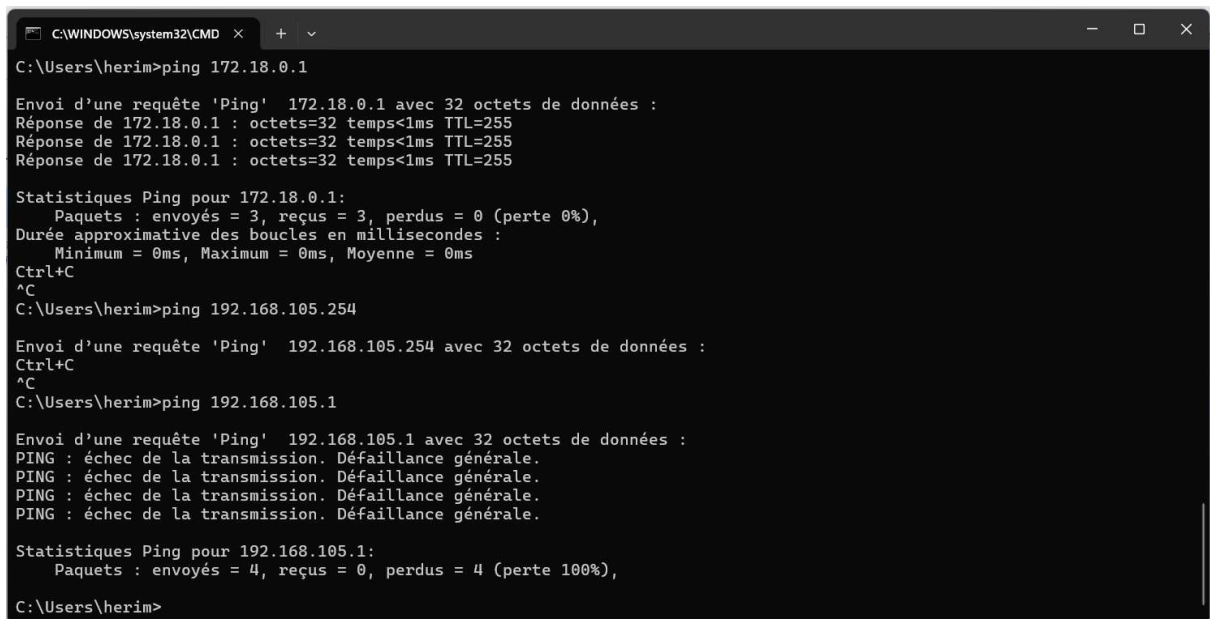 C:\WINDOWS\system32\CMD
C:\Users\herim>ping 172.18.0.1
Envoi d’une requête 'Ping'  172.18.0.1 avec 32 octets de données :
Réponse de 172.18.0.1 : octets=32 temps<1ms TTL=255
Réponse de 172.18.0.1 : octets=32 temps<1ms TTL=255
Réponse de 172.18.0.1 : octets=32 temps<1ms TTL=255
Statistiques Ping pour 172.18.0.1:
    Paquets : envoyés = 3, reçus = 3, perdus = 0 (perte 0%),
Durée approximative des boucles en millisecondes :
    Minimum = 0ms, Maximum = 0ms, Moyenne = 0ms
Ctrl+C
^C
C:\Users\herim>ping 192.168.105.254
Envoi d’une requête 'Ping'  192.168.105.254 avec 32 octets de données :
Ctrl+C
^C
C:\Users\herim>ping 192.168.105.1
Envoi d’une requête 'Ping'  192.168.105.1 avec 32 octets de données :
PING : échec de la transmission. Défaillance générale.
PING : échec de la transmission. Défaillance générale.
PING : échec de la transmission. Défaillance générale.
PING : échec de la transmission. Défaillance générale.
Statistiques Ping pour 192.168.105.1:
    Paquets : envoyés = 4, reçus = 0, perdus = 4 (perte 100%),
C:\Users\herim>